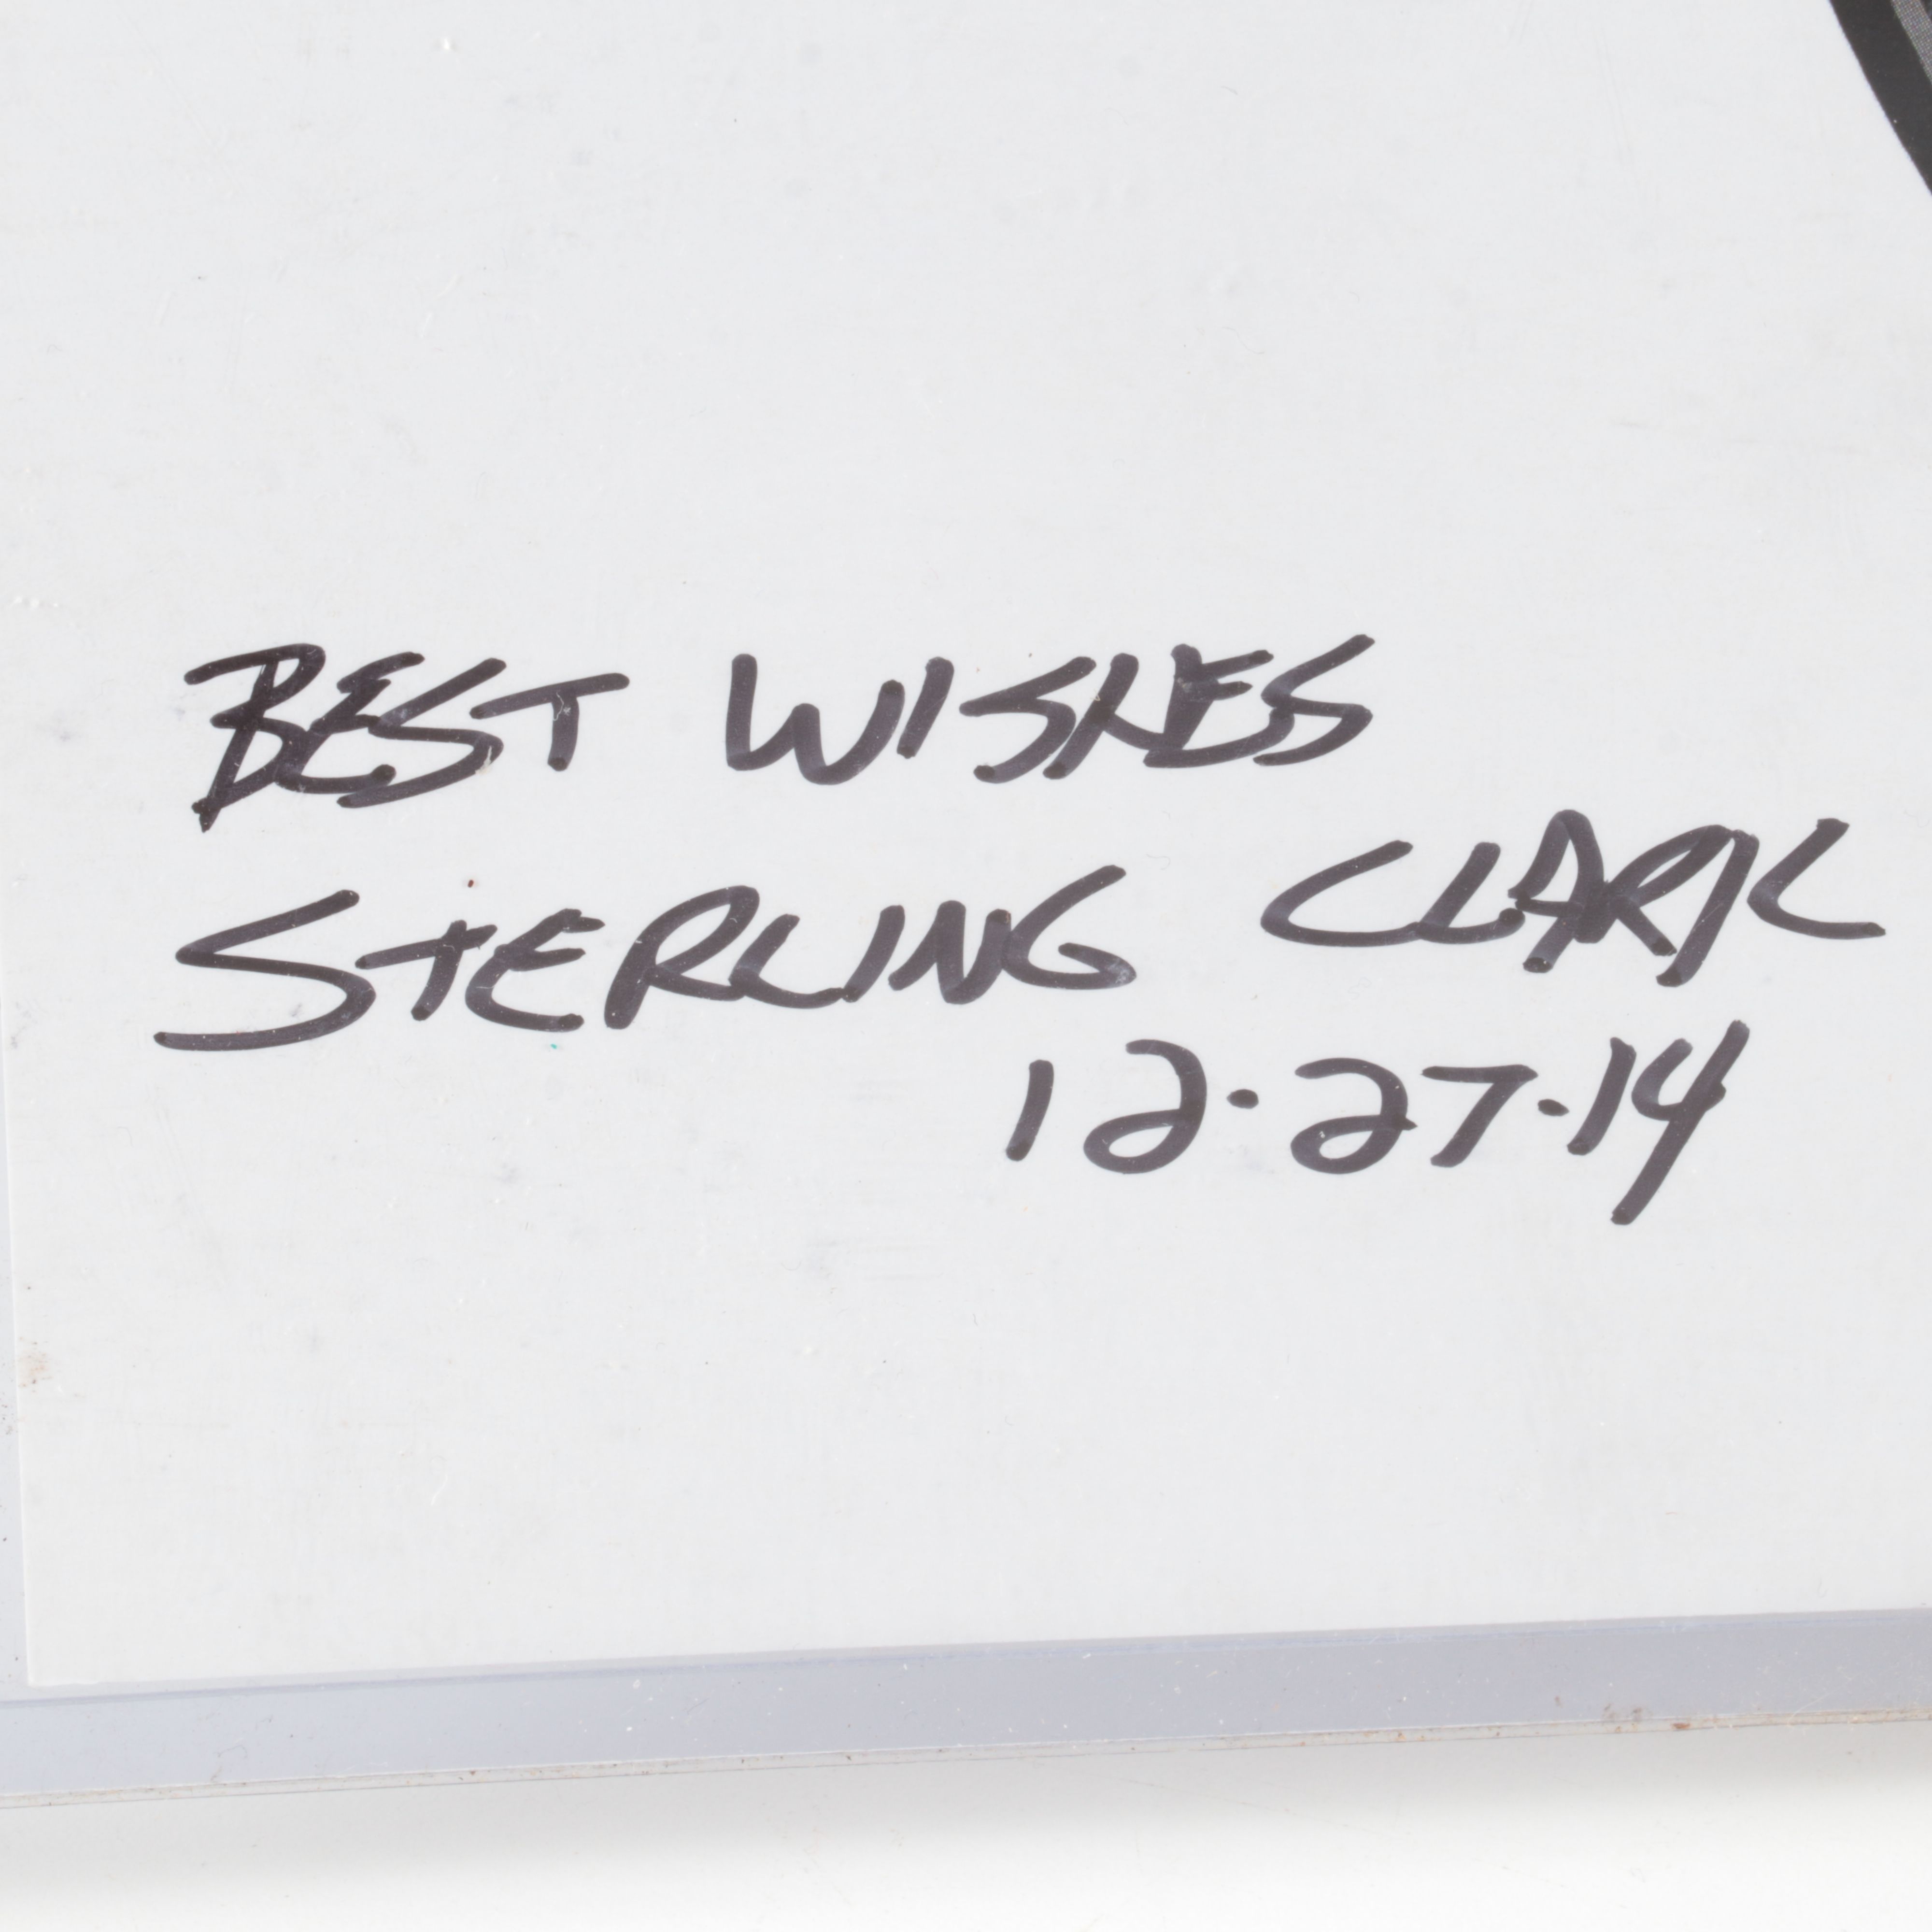 BEST WISHES
STERLING CLARK
12.27.14